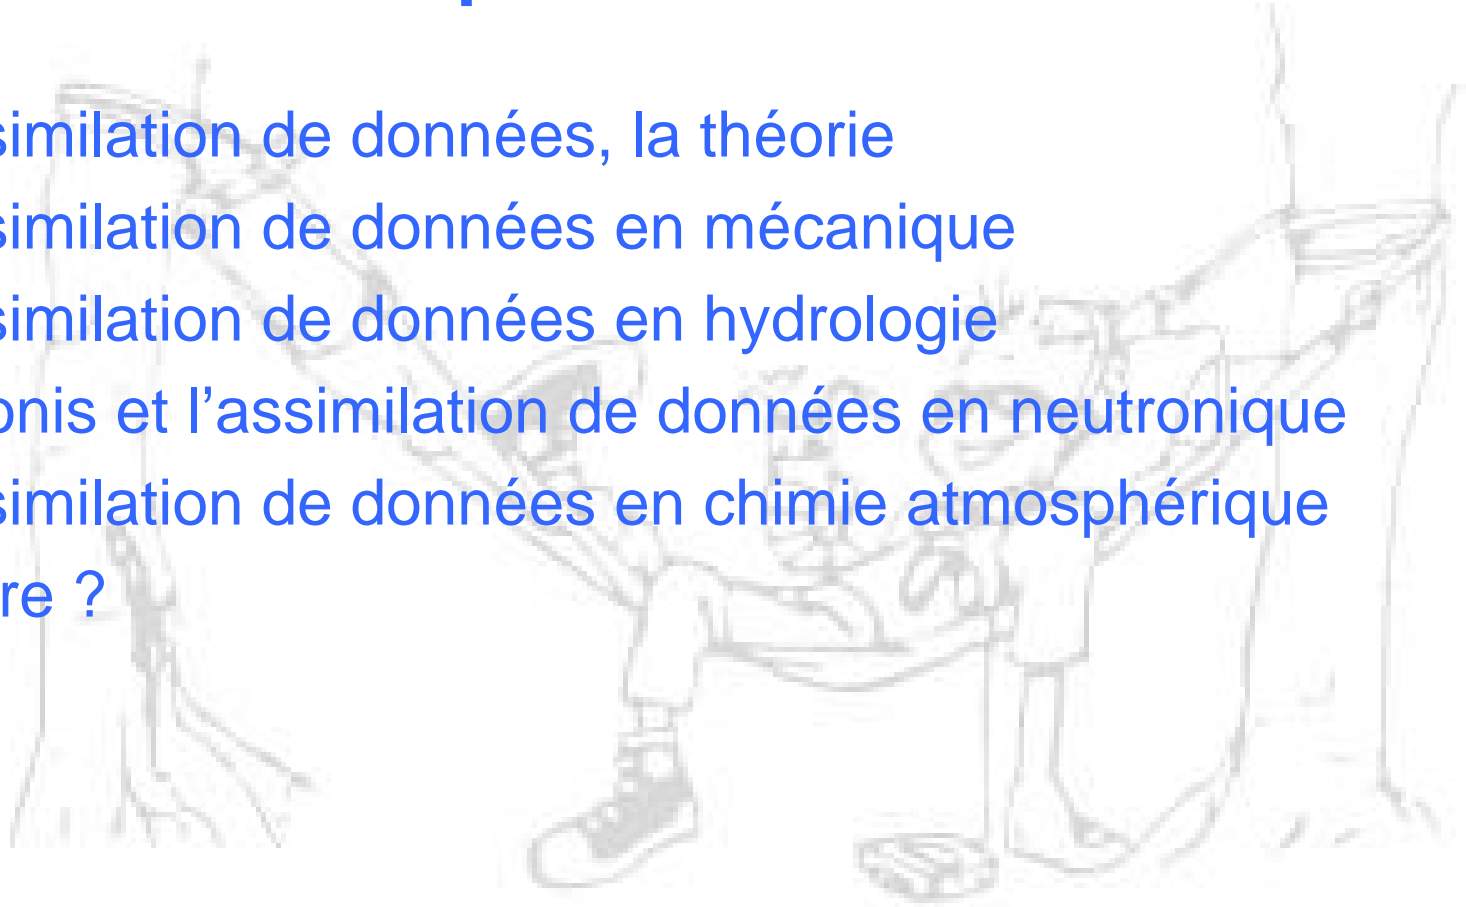 similation de données, la théorie
similation de données en mécanique
similation de données en hydrologie
onis et l’assimilation de données en neutronique
similation de données en chimie atmosphérique
re ?